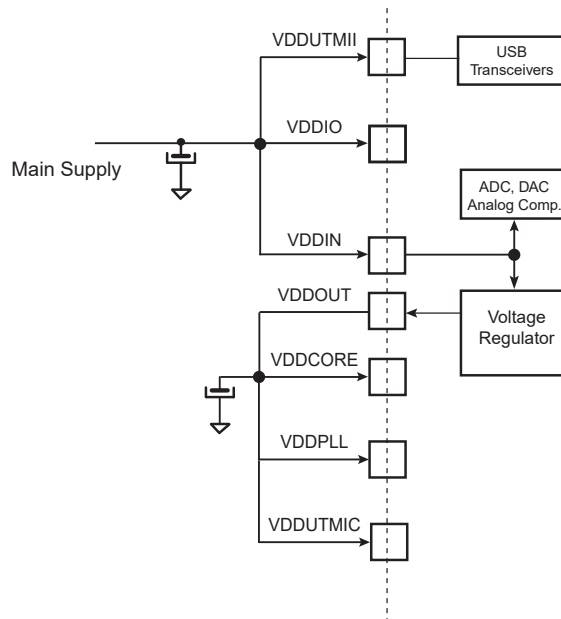 VDDUTMII
USB
Transceivers
VDDIO
Main Supply
ADC, DAC
Analog Comp.
VDDIN
VDDOUT
Voltage
Regulator
VDDCORE
VDDPLL
VDDUTMIC